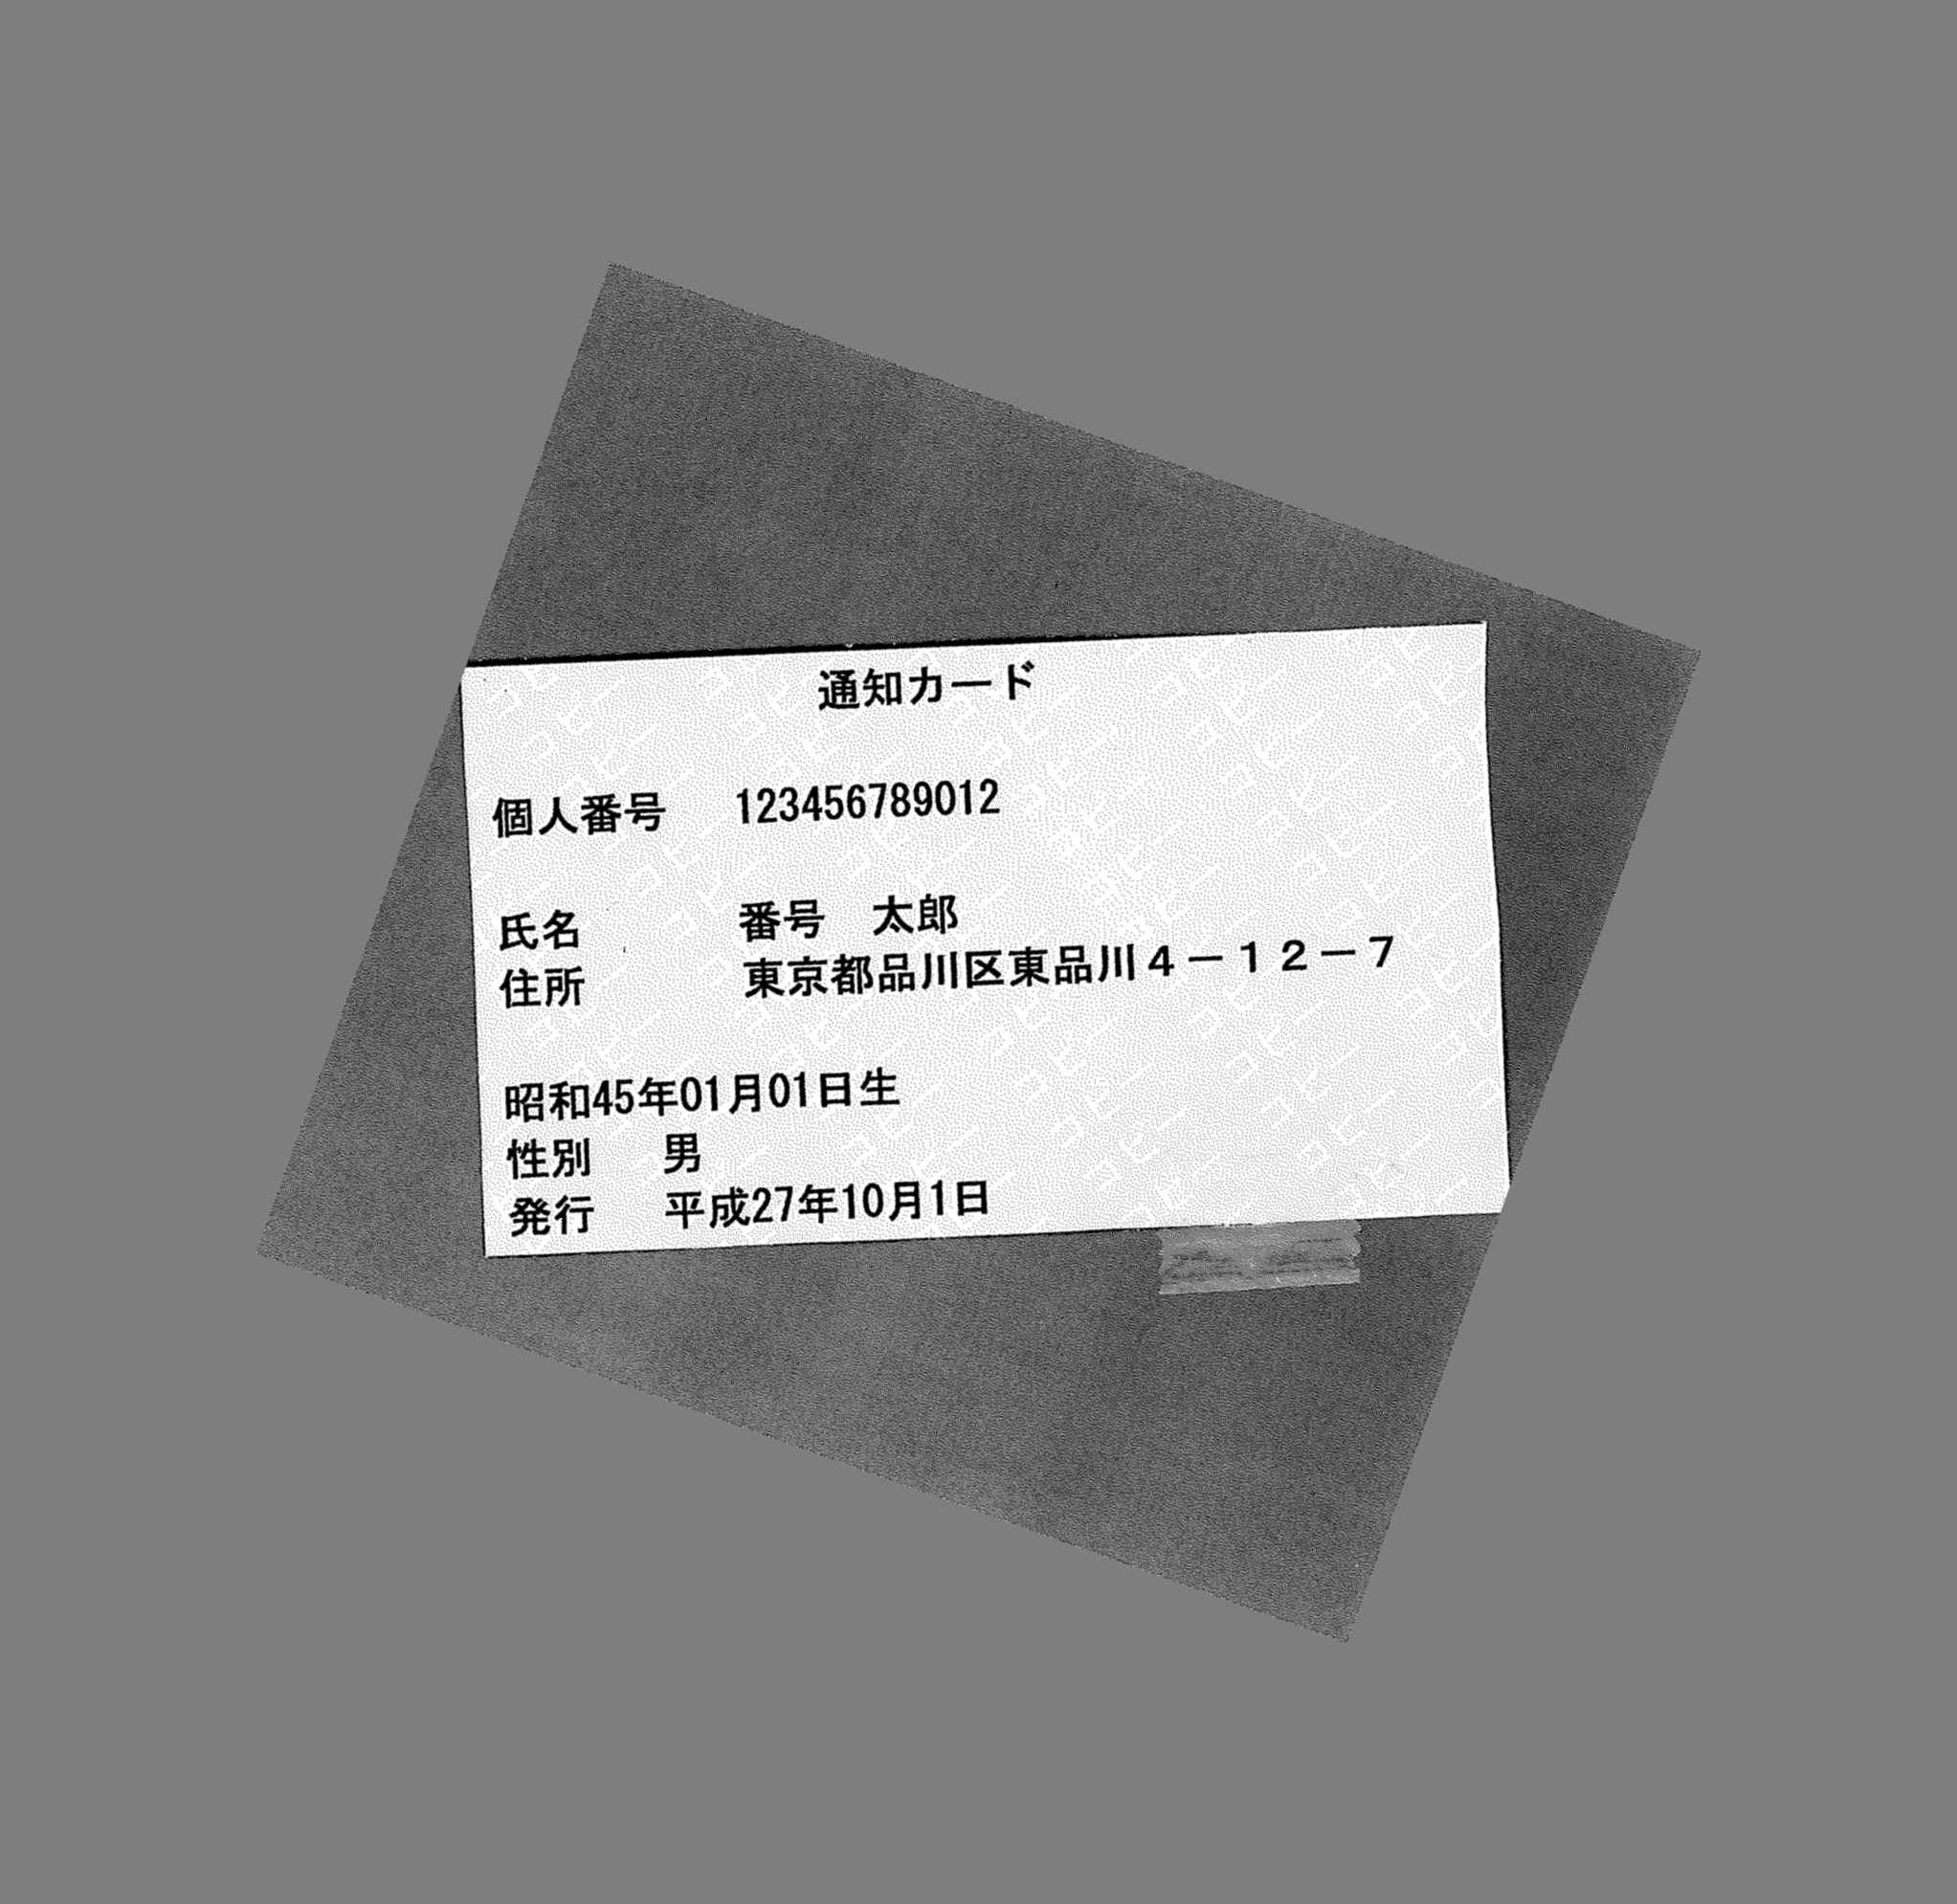 通知カード
個人番号 123456789012
氏名 番号 太郎
住所 東京都品川区東品川4－12－7
昭和45年01月01日生
性別 男
発行 平成27年10月1日